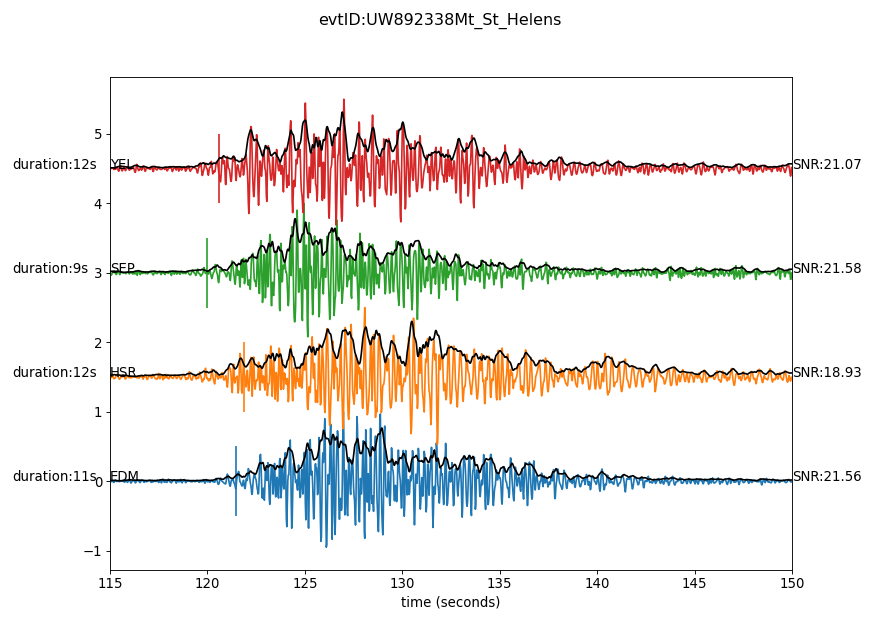 evtID:UW892338Mt_St_Helens
5
duration:12s YEL SNR:21.07
4
duration:9s SEP SNR:21.58
3
2
duration:12s HSR SNR:18.93
1
duration:11s EDM SNR:21.56
0
−1
115 120 125 130 135 140 145 150
time (seconds)